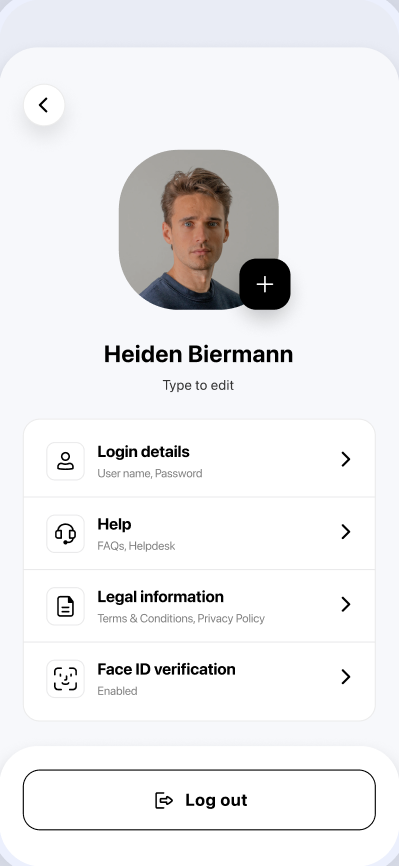 Heiden Biermann
Type to edit
Login details
User name, Password
Help
FAQs, Helpdesk
Legal information
Terms & Conditions, Privacy Policy
Face ID verification
Enabled
Log out